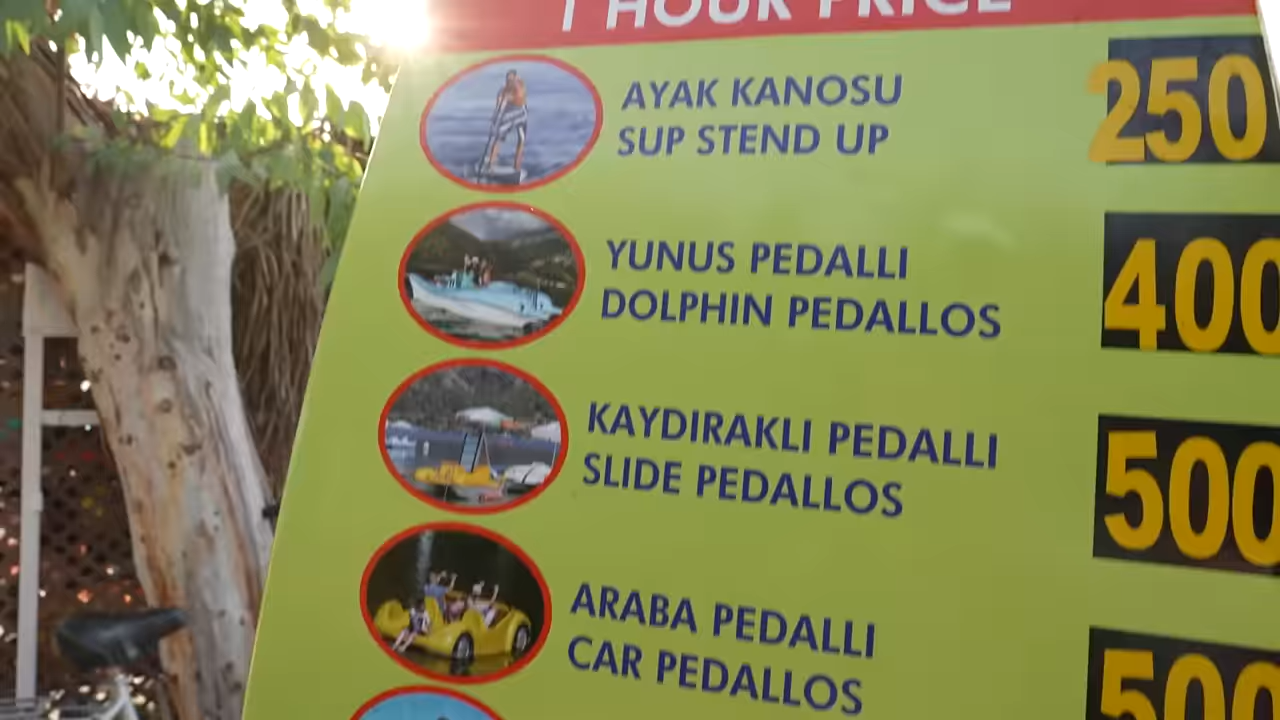 1 HOUR PRICE
AYAK KANOSU
SUP STEND UP
250
YUNUS PEDALLI
DOLPHIN PEDALLOS
400
KAYDIRAKLI PEDALLI
SLIDE PEDALLOS
500
ARABA PEDALLI
CAR PEDALLOS
500